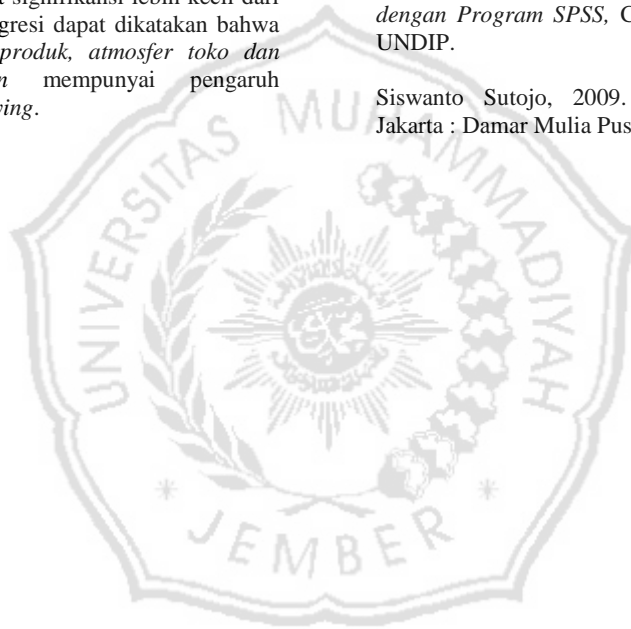 signifikansi lebih kecil dari
gresi dapat dikatakan bahwa
produk, atmosfer toko dan
mempunyai pengaruh
ying.
dengan Program SPSS, C
UNDIP.
Siswanto Sutojo, 2009.
Jakarta : Damar Mulia Pus
UNIVERSITAS MUHAMMADIYAH
* JEMBER *